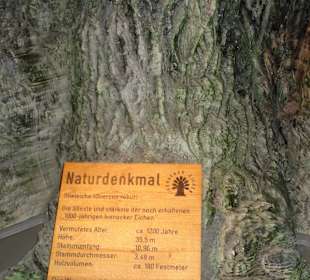 Naturdenkmal
Die älteste und stärkste der noch erhaltenen
"1000-jährigen Ivenacker Eichen"
Vermutetes Alter: ca. 1200 Jahre
Höhe: 35,5 m
Stammumfang: 10,96 m
Stammdurchmesser: 3,49 m
Holzvolumen: ca. 180 Festmeter